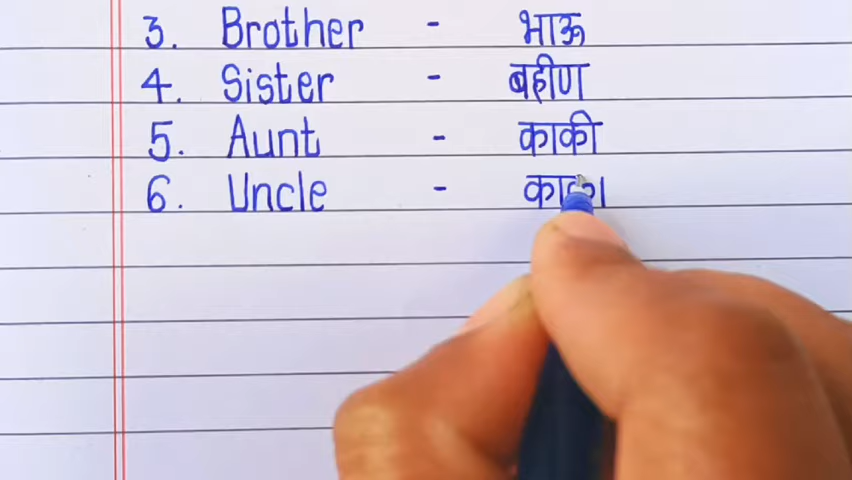 3. Brother - भाऊ
4. Sister - बहीण
5. Aunt - काकी
6. Uncle - काका